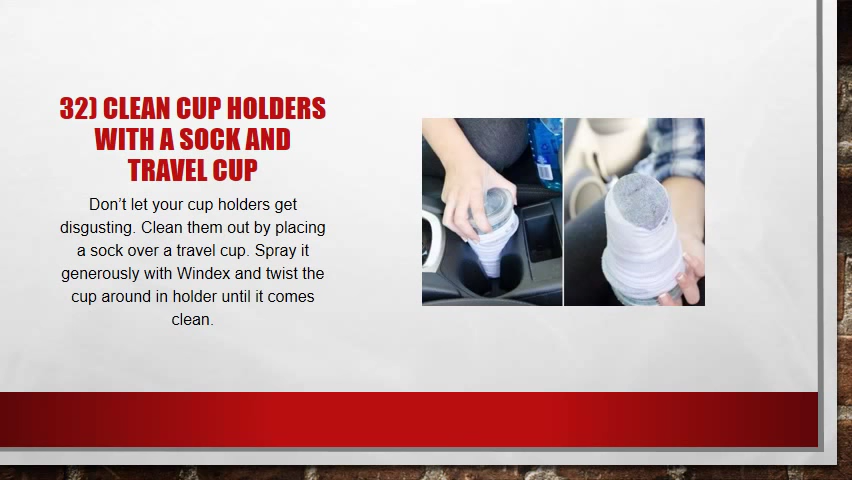 32) CLEAN CUP HOLDERS
WITH A SOCK AND
TRAVEL CUP
Don’t let your cup holders get
disgusting. Clean them out by placing
a sock over a travel cup. Spray it
generously with Windex and twist the
cup around in holder until it comes
clean.